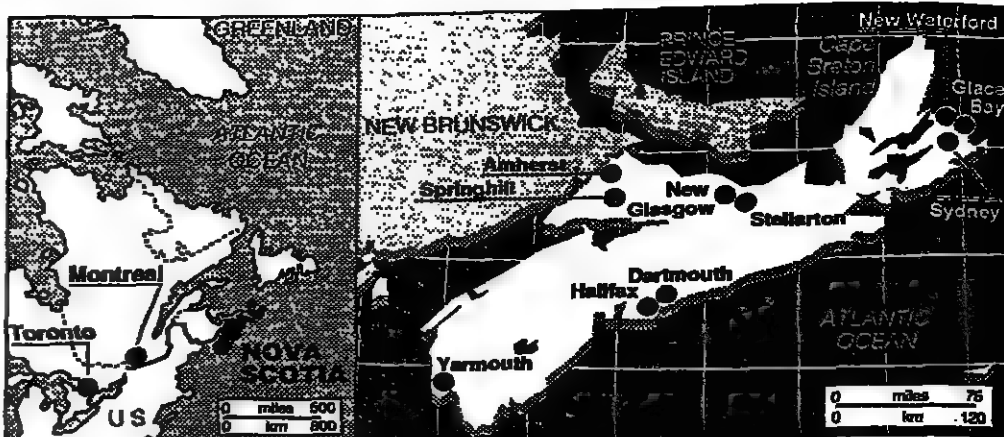 GREENLAND
ATLANTIC
OCEAN
Montreal
Toronto
NOVA
SCOTIA
US
0 miles 500
0 km 800
New Waterford
PRINCE
EDWARD
ISLAND
Cape
Breton
Island
Glace
Bay
NEW BRUNSWICK
Amherst
Springhill
New
Glasgow
Stellarton
Sydney
Dartmouth
Halifax
ATLANTIC
OCEAN
Yarmouth
0 miles 75
0 km 120